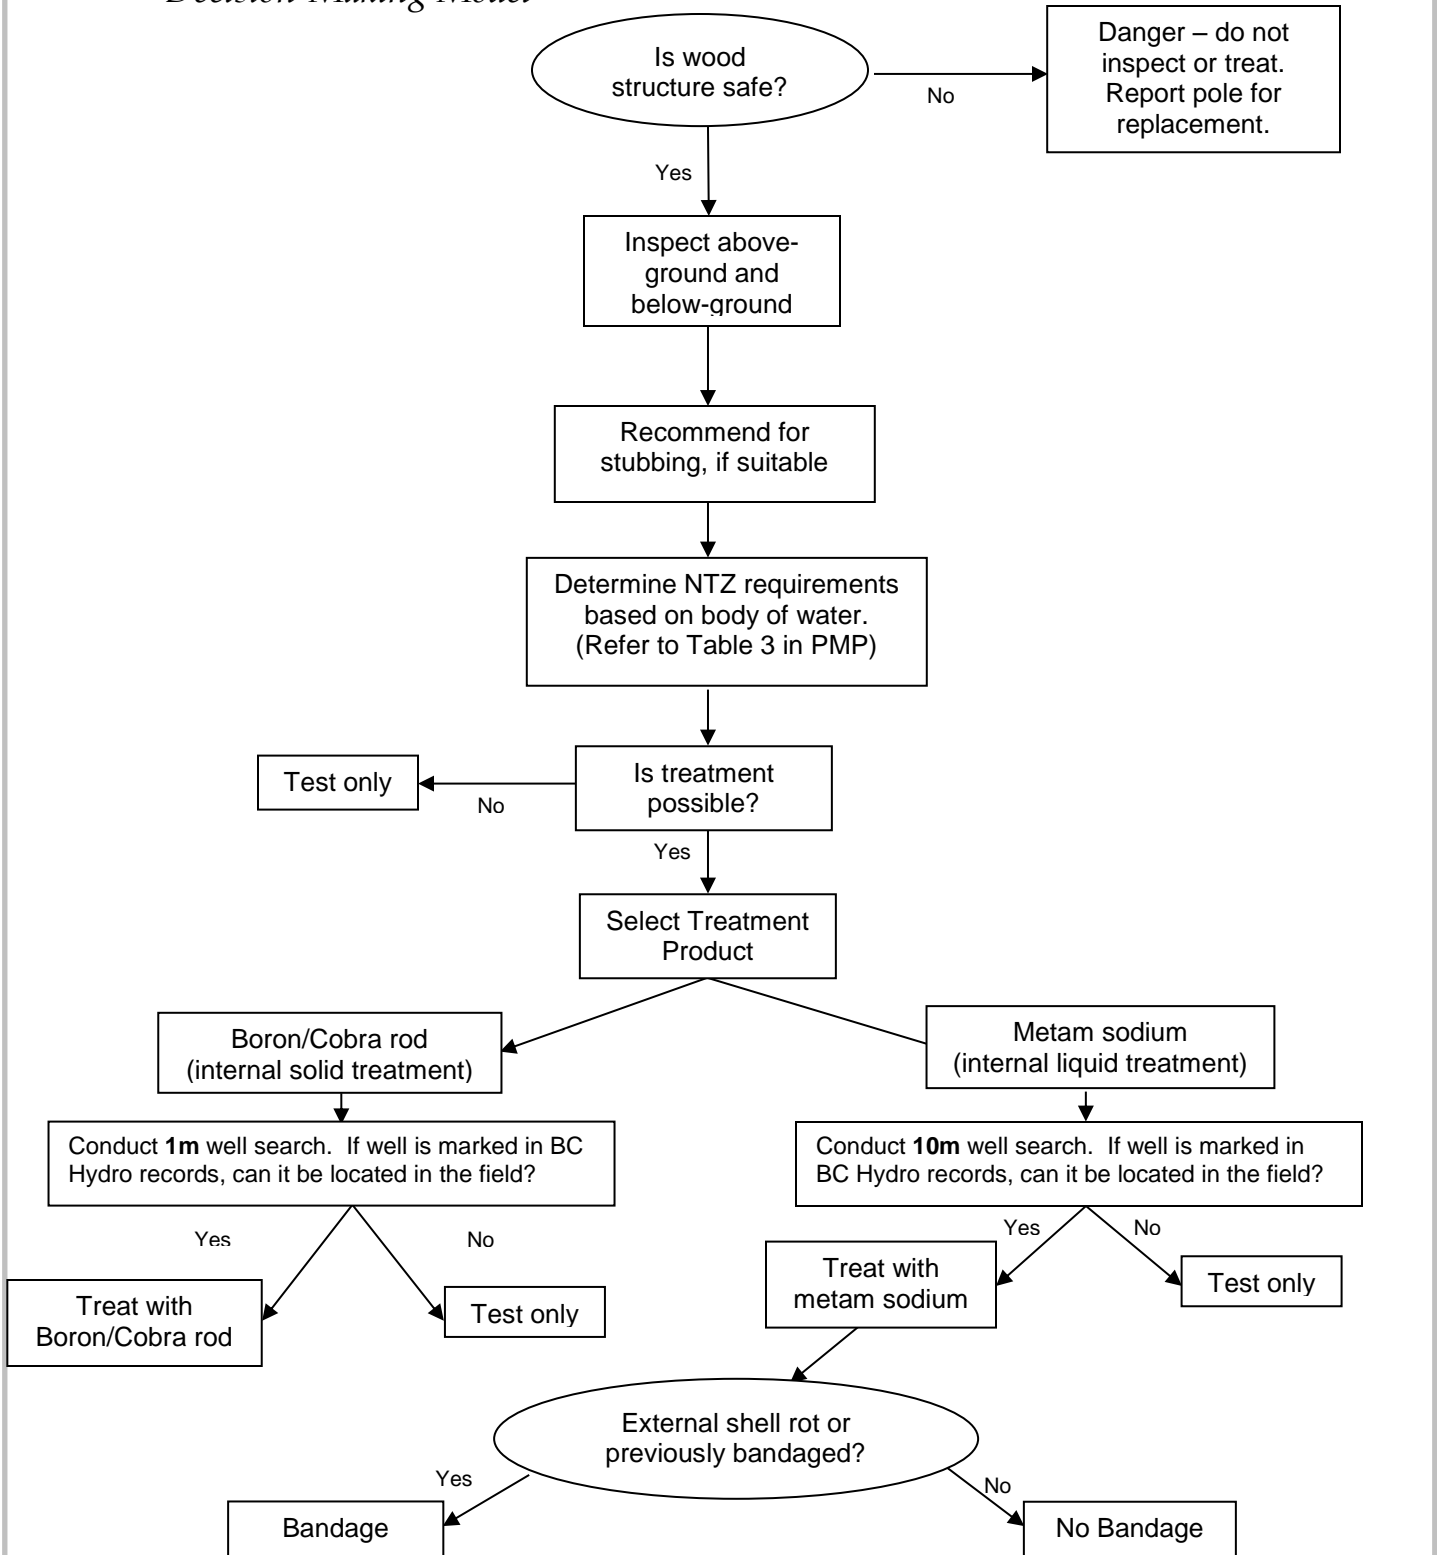 Decision Making Model
Is wood
structure safe?
No
Danger – do not
inspect or treat.
Report pole for
replacement.
Yes
Inspect above-
ground and
below-ground
Recommend for
stubbing, if suitable
Determine NTZ requirements
based on body of water.
(Refer to Table 3 in PMP)
Is treatment
possible?
No
Test only
Yes
Select Treatment
Product
Boron/Cobra rod
(internal solid treatment)
Metam sodium
(internal liquid treatment)
Conduct 1m well search.  If well is marked in BC
Hydro records, can it be located in the field?
Conduct 10m well search.  If well is marked in
BC Hydro records, can it be located in the field?
Yes
No
Yes
No
Treat with
Boron/Cobra rod
Test only
Treat with
metam sodium
Test only
External shell rot or
previously bandaged?
Yes
No
Bandage
No Bandage